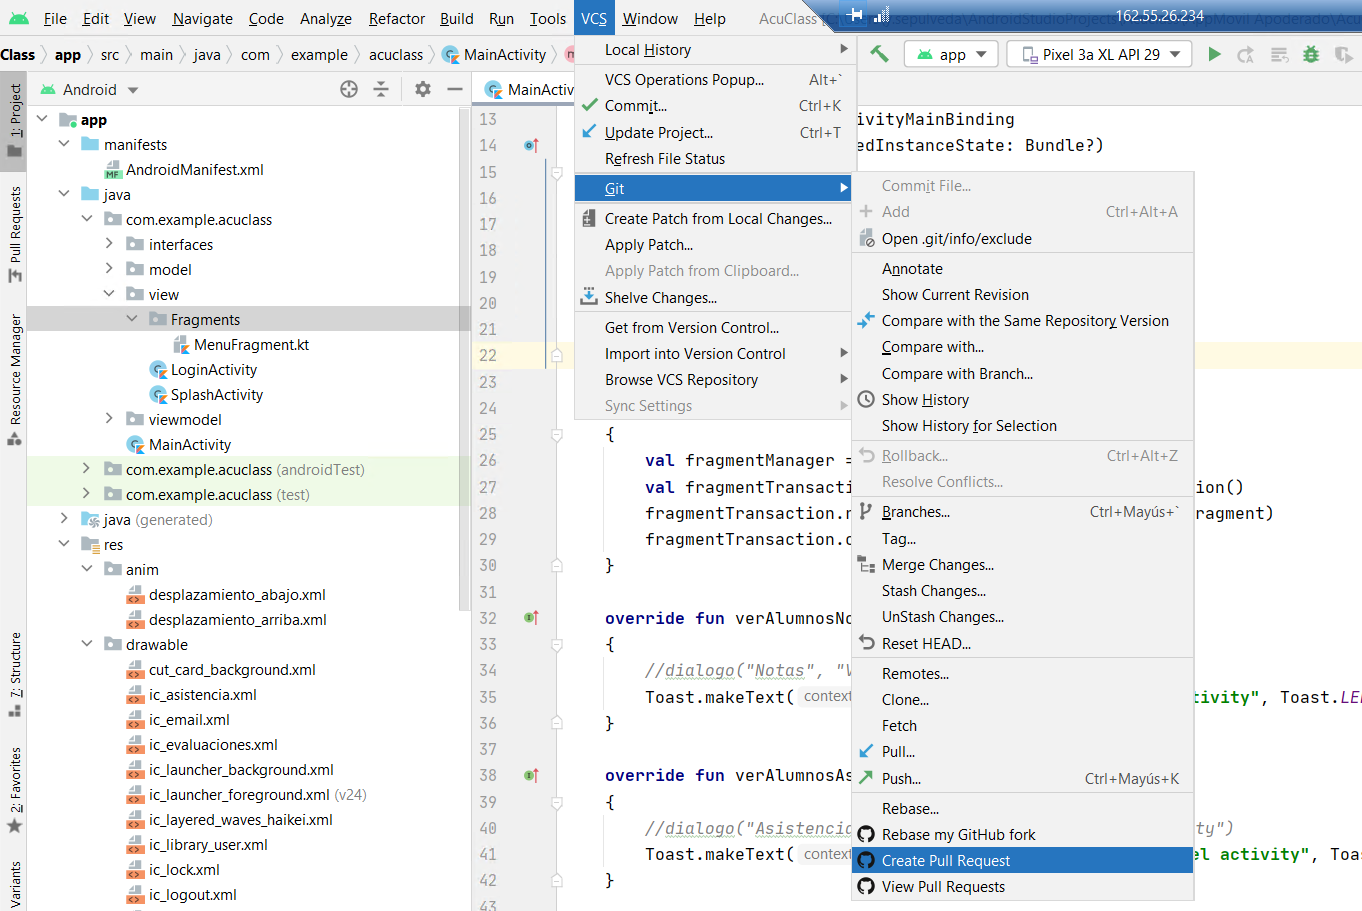 File Edit View Navigate Code Analyze Refactor Build Run Tools VCS Window Help AcuClass
162.55.26.234
Class app src main java com example acuclass MainActivity
app Pixel 3a XL API 29
Android
MainActiv
1: Project
Pull Requests
Resource Manager
7: Structure
2: Favorites
Variants
app
manifests
AndroidManifest.xml
java
com.example.acuclass
interfaces
model
view
Fragments
MenuFragment.kt
LoginActivity
SplashActivity
viewmodel
MainActivity
com.example.acuclass (androidTest)
com.example.acuclass (test)
java (generated)
res
anim
desplazamiento_abajo.xml
desplazamiento_arriba.xml
drawable
cut_card_background.xml
ic_asistencia.xml
ic_email.xml
ic_evaluaciones.xml
ic_launcher_background.xml
ic_launcher_foreground.xml (v24)
ic_layered_waves_haikei.xml
ic_library_user.xml
ic_lock.xml
ic_logout.xml
Local History
VCS Operations Popup... Alt+`
Commit... Ctrl+K
Update Project... Ctrl+T
Refresh File Status
Git
Create Patch from Local Changes...
Apply Patch...
Apply Patch from Clipboard...
Shelve Changes...
Get from Version Control...
Import into Version Control
Browse VCS Repository
Sync Settings
Commit File...
Add Ctrl+Alt+A
Open .git/info/exclude
Annotate
Show Current Revision
Compare with the Same Repository Version
Compare with...
Compare with Branch...
Show History
Show History for Selection
Rollback... Ctrl+Alt+Z
Resolve Conflicts...
Branches... Ctrl+Mayús+`
Tag...
Merge Changes...
Stash Changes...
UnStash Changes...
Reset HEAD...
Remotes...
Clone...
Fetch
Pull...
Push... Ctrl+Mayús+K
Rebase...
Rebase my GitHub fork
Create Pull Request
View Pull Requests
13 ivityMainBinding
14 edInstanceState: Bundle?)
15
16
17
18
19
20
21
22
23
24
25 {
26 val fragmentManager =
27 val fragmentTransacti ion()
28 fragmentTransaction.r ragment)
29 fragmentTransaction.c
30 }
31
32 override fun verAlumnosNo
33 {
34 //dialogo("Notas", "V
35 Toast.makeText( context tivity", Toast.LEN
36 }
37
38 override fun verAlumnosAs
39 {
40 //dialogo("Asistencia ty")
41 Toast.makeText( context el activity", Toa
42 }
43